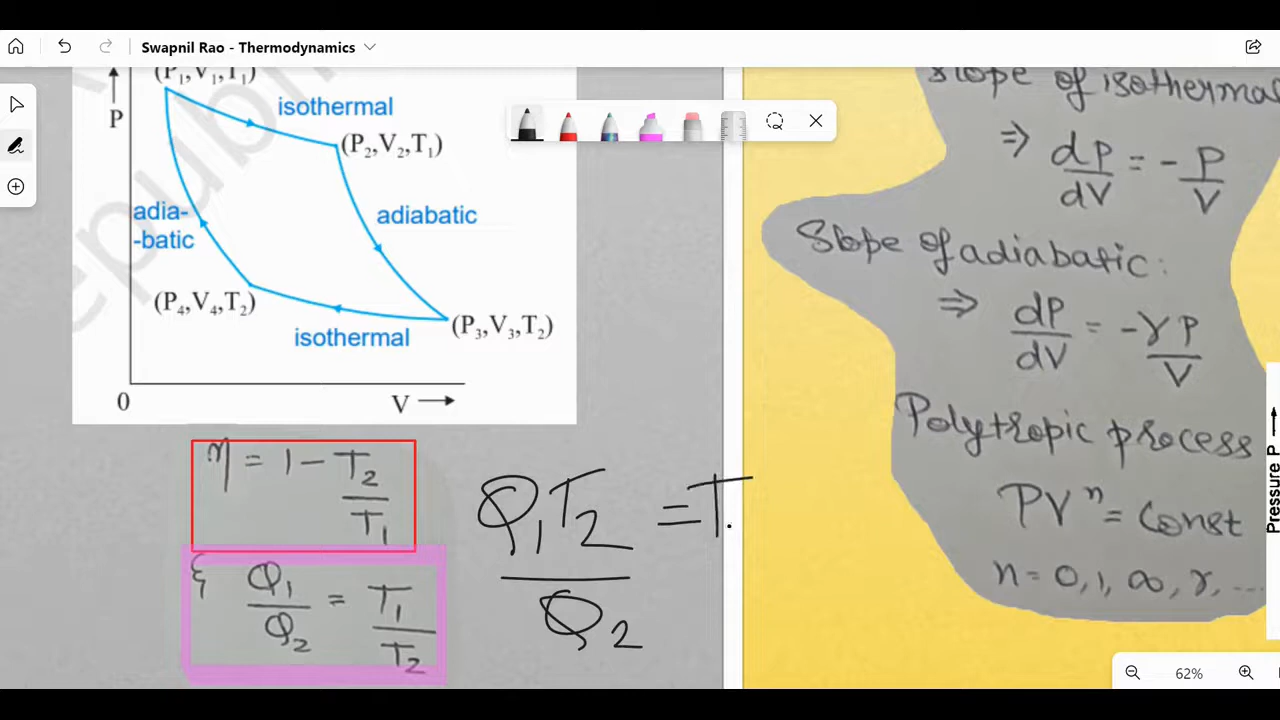 Swapnil Rao - Thermodynamics
(P₁,V₁,T₁)
P
isothermal
(P₂,V₂,T₁)
adia-
-batic
adiabatic
(P₄,V₄,T₂)
isothermal
(P₃,V₃,T₂)
0
V
η = 1 - T₂/T₁
Q₁/Q₂ = T₁/T₂
Q₁T₂/Q₂ = T
Slope of isothermal
⇒ dP/dV = -P/V
Slope of adiabatic:
⇒ dP/dV = -γP/V
Polytropic process
PVⁿ = Const
n = 0, 1, ∞, γ, ...
Pressure P
62%